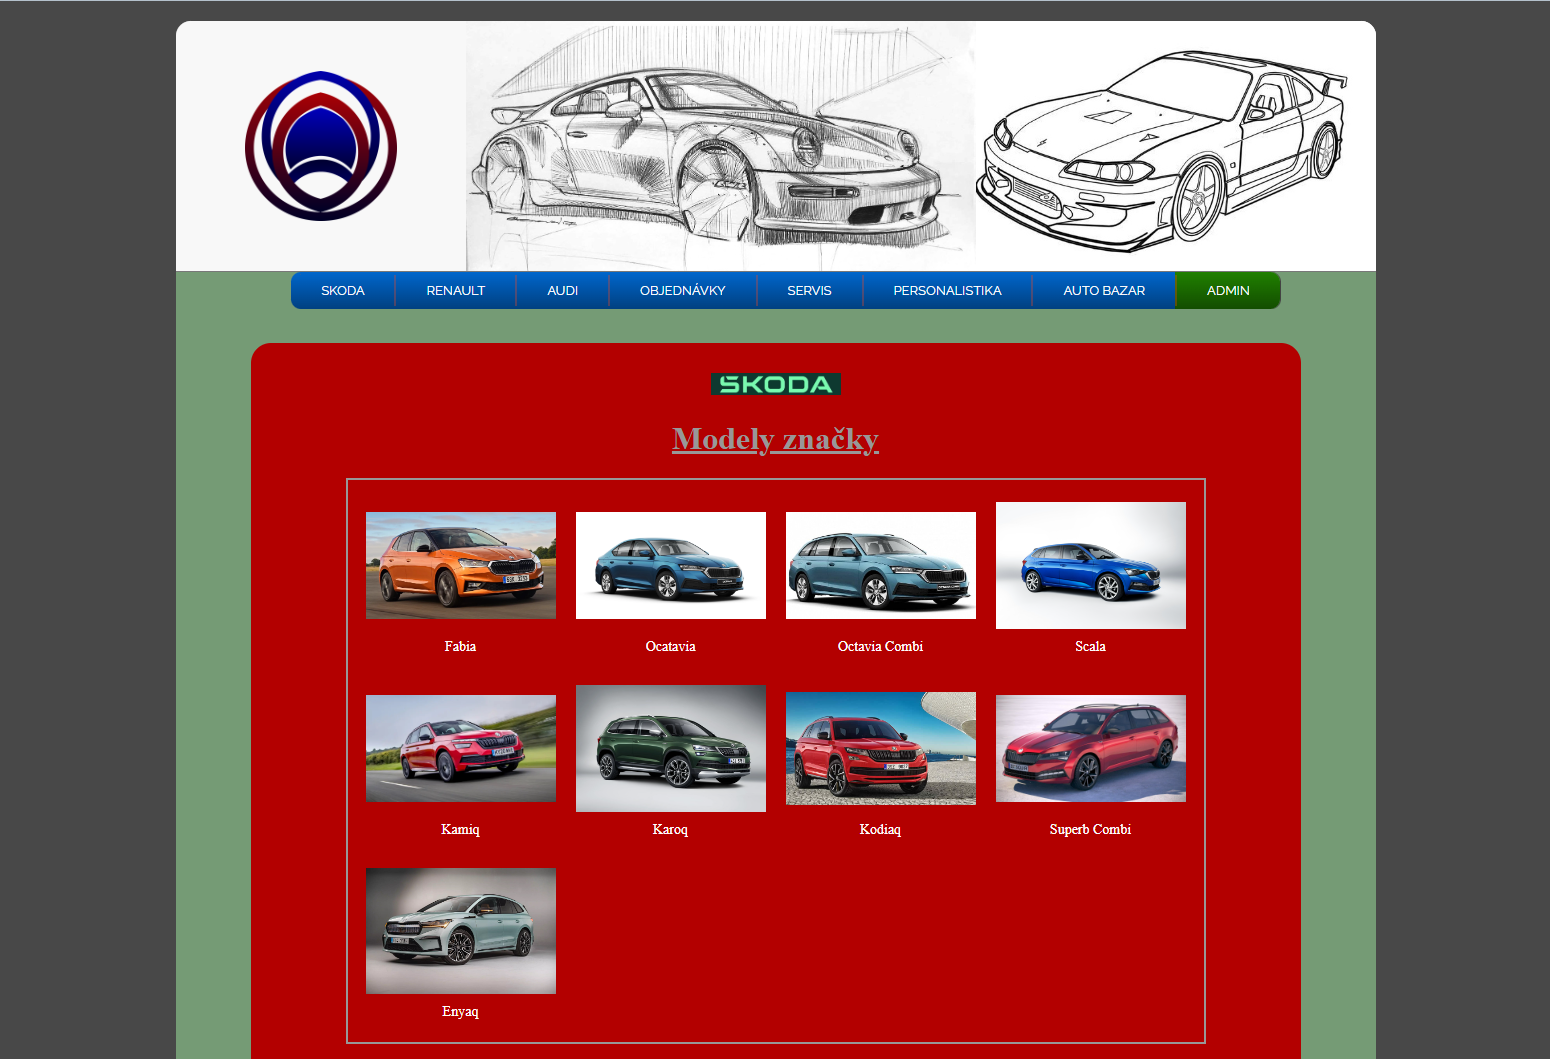 SKODA RENAULT AUDI OBJEDNÁVKY SERVIS PERSONALISTIKA AUTO BAZAR ADMIN
ŠKODA
Modely značky
Fabia Ocatavia Octavia Combi Scala
Kamiq Karoq Kodiaq Superb Combi
Enyaq